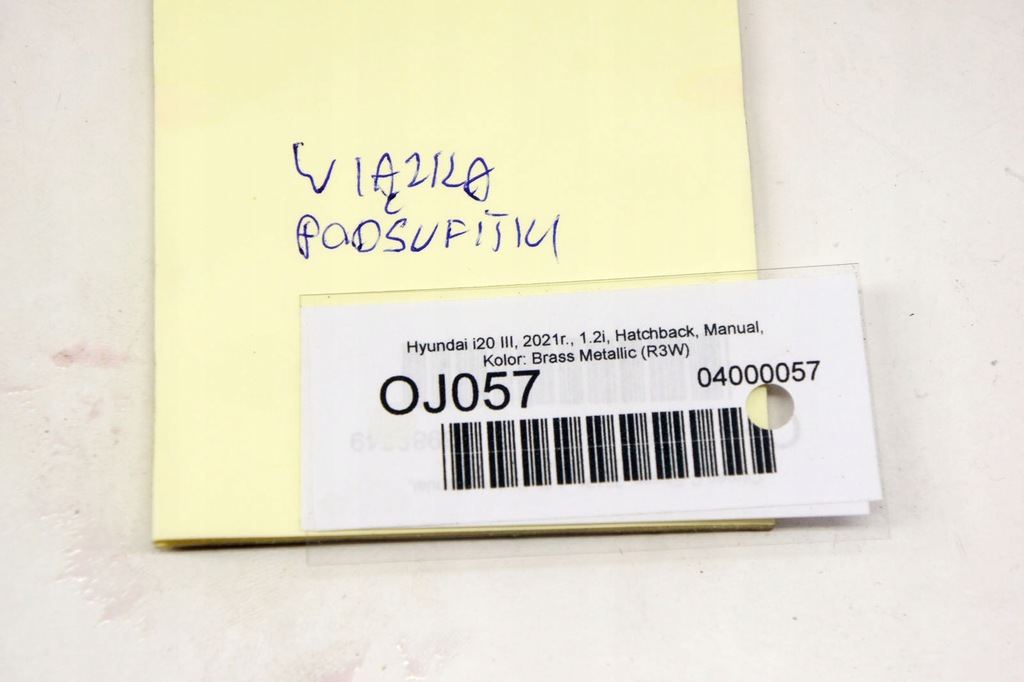 WIĄZKA
PODSUFITKI
Hyundai i20 III, 2021r., 1.2i, Hatchback, Manual,
Kolor: Brass Metallic (R3W)
OJ057
04000057